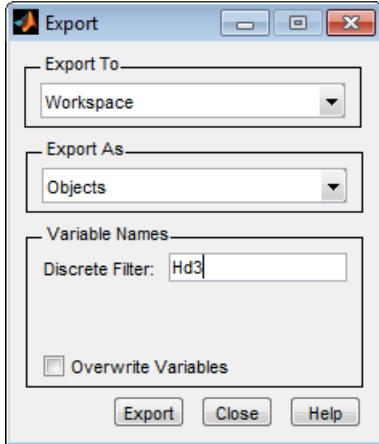 Export
Export To
Workspace
Export As
Objects
Variable Names
Discrete Filter: Hd3
Overwrite Variables
Export Close Help